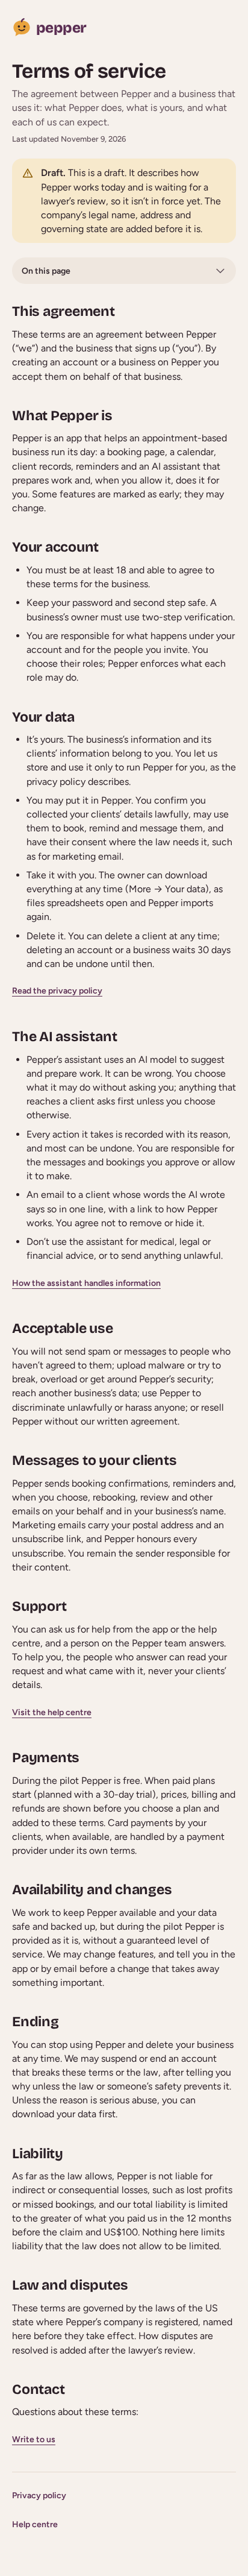 pepper
Terms of service
The agreement between Pepper and a business that
uses it: what Pepper does, what is yours, and what
each of us can expect.
Last updated November 9, 2026
Draft. This is a draft. It describes how
Pepper works today and is waiting for a
lawyer’s review, so it isn’t in force yet. The
company’s legal name, address and
governing state are added before it is.
On this page
This agreement
These terms are an agreement between Pepper
(“we”) and the business that signs up (“you”). By
creating an account or a business on Pepper you
accept them on behalf of that business.
What Pepper is
Pepper is an app that helps an appointment-based
business run its day: a booking page, a calendar,
client records, reminders and an AI assistant that
prepares work and, when you allow it, does it for
you. Some features are marked as early; they may
change.
Your account
• You must be at least 18 and able to agree to
these terms for the business.
• Keep your password and second step safe. A
business’s owner must use two-step verification.
• You are responsible for what happens under your
account and for the people you invite. You
choose their roles; Pepper enforces what each
role may do.
Your data
• It’s yours. The business’s information and its
clients’ information belong to you. You let us
store and use it only to run Pepper for you, as the
privacy policy describes.
• You may put it in Pepper. You confirm you
collected your clients’ details lawfully, may use
them to book, remind and message them, and
have their consent where the law needs it, such
as for marketing email.
• Take it with you. The owner can download
everything at any time (More → Your data), as
files spreadsheets open and Pepper imports
again.
• Delete it. You can delete a client at any time;
deleting an account or a business waits 30 days
and can be undone until then.
Read the privacy policy
The AI assistant
• Pepper’s assistant uses an AI model to suggest
and prepare work. It can be wrong. You choose
what it may do without asking you; anything that
reaches a client asks first unless you choose
otherwise.
• Every action it takes is recorded with its reason,
and most can be undone. You are responsible for
the messages and bookings you approve or allow
it to make.
• An email to a client whose words the AI wrote
says so in one line, with a link to how Pepper
works. You agree not to remove or hide it.
• Don’t use the assistant for medical, legal or
financial advice, or to send anything unlawful.
How the assistant handles information
Acceptable use
You will not send spam or messages to people who
haven’t agreed to them; upload malware or try to
break, overload or get around Pepper’s security;
reach another business’s data; use Pepper to
discriminate unlawfully or harass anyone; or resell
Pepper without our written agreement.
Messages to your clients
Pepper sends booking confirmations, reminders and,
when you choose, rebooking, review and other
emails on your behalf and in your business’s name.
Marketing emails carry your postal address and an
unsubscribe link, and Pepper honours every
unsubscribe. You remain the sender responsible for
their content.
Support
You can ask us for help from the app or the help
centre, and a person on the Pepper team answers.
To help you, the people who answer can read your
request and what came with it, never your clients’
details.
Visit the help centre
Payments
During the pilot Pepper is free. When paid plans
start (planned with a 30-day trial), prices, billing and
refunds are shown before you choose a plan and
added to these terms. Card payments by your
clients, when available, are handled by a payment
provider under its own terms.
Availability and changes
We work to keep Pepper available and your data
safe and backed up, but during the pilot Pepper is
provided as it is, without a guaranteed level of
service. We may change features, and tell you in the
app or by email before a change that takes away
something important.
Ending
You can stop using Pepper and delete your business
at any time. We may suspend or end an account
that breaks these terms or the law, after telling you
why unless the law or someone’s safety prevents it.
Unless the reason is serious abuse, you can
download your data first.
Liability
As far as the law allows, Pepper is not liable for
indirect or consequential losses, such as lost profits
or missed bookings, and our total liability is limited
to the greater of what you paid us in the 12 months
before the claim and US$100. Nothing here limits
liability that the law does not allow to be limited.
Law and disputes
These terms are governed by the laws of the US
state where Pepper’s company is registered, named
here before they take effect. How disputes are
resolved is added after the lawyer’s review.
Contact
Questions about these terms:
Write to us
Privacy policy
Help centre